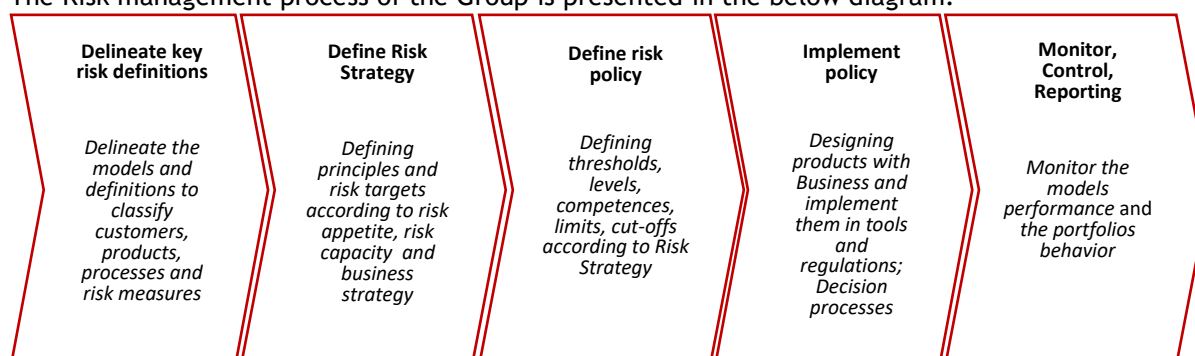 The Risk management process of the Group is presented in the below diagram.
Delineate key
risk definitions
Delineate the
models and
definitions to
classify
customers,
products,
processes and
risk measures
Define Risk
Strategy
Defining
principles and
risk targets
according to risk
appetite, risk
capacity and
business
strategy
Define risk
policy
Defining
thresholds,
levels,
competences,
limits, cut-offs
according to Risk
Strategy
Implement
policy
Designing
products with
Business and
implement
them in tools
and
regulations;
Decision
processes
Monitor,
Control,
Reporting
Monitor the
models
performance and
the portfolios
behavior